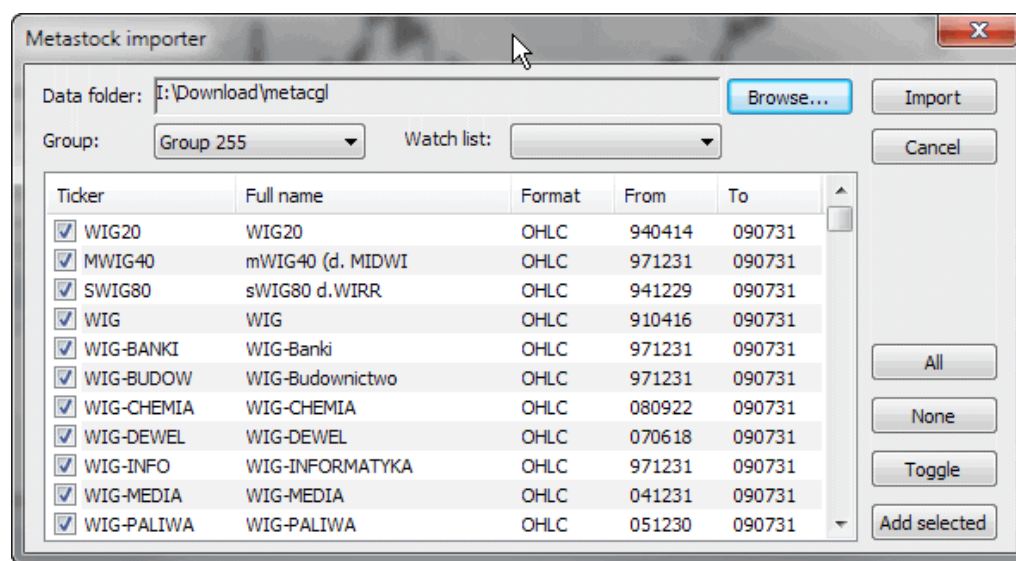 Metastock importer
Data folder: I:\Download\metacgl Browse... Import
Group: Group 255 Watch list: Cancel
Ticker Full name Format From To
WIG20 WIG20 OHLC 940414 090731
MWIG40 mWIG40 (d. MIDWI OHLC 971231 090731
SWIG80 sWIG80 d.WIRR OHLC 941229 090731
WIG WIG OHLC 910416 090731
WIG-BANKI WIG-Banki OHLC 971231 090731
WIG-BUDOW WIG-Budownictwo OHLC 971231 090731
WIG-CHEMIA WIG-CHEMIA OHLC 080922 090731
WIG-DEWEL WIG-DEWEL OHLC 070618 090731
WIG-INFO WIG-INFORMATYKA OHLC 971231 090731
WIG-MEDIA WIG-MEDIA OHLC 041231 090731
WIG-PALIWA WIG-PALIWA OHLC 051230 090731
All
None
Toggle
Add selected